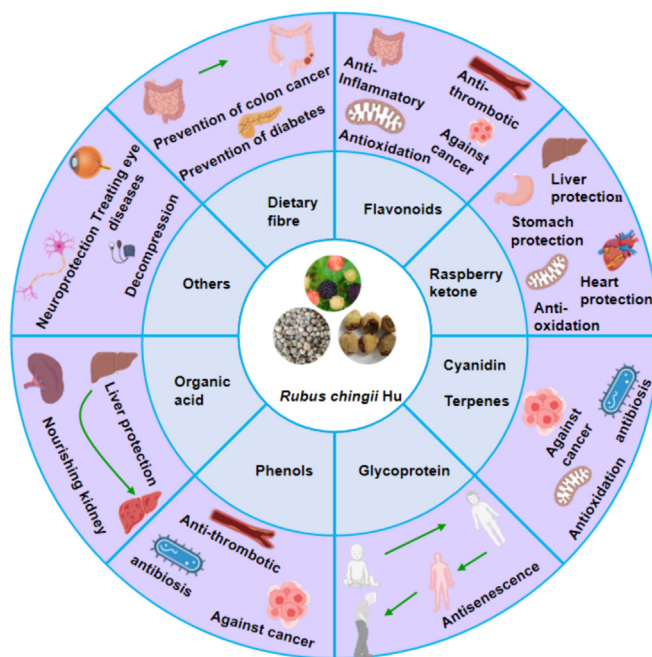 Prevention of colon cancer
Prevention of diabetes
Dietary
fibre
Anti-
Inflamnatory
Anti-
thrombotic
Antioxidation
Against
cancer
Flavonoids
Liver
protection
Stomach
protection
Heart
protection
Anti-
oxidation
Raspberry
ketone
Against
cancer
antibiosis
Antioxidation
Cyanidin
Terpenes
Antisenescence
Glycoprotein
Anti-thrombotic
antibiosis
Against cancer
Phenols
Liver protection
Nourishing kidney
Organic
acid
Neuroprotection
Treating eye
diseases
Decompression
Others
Rubus chingii Hu